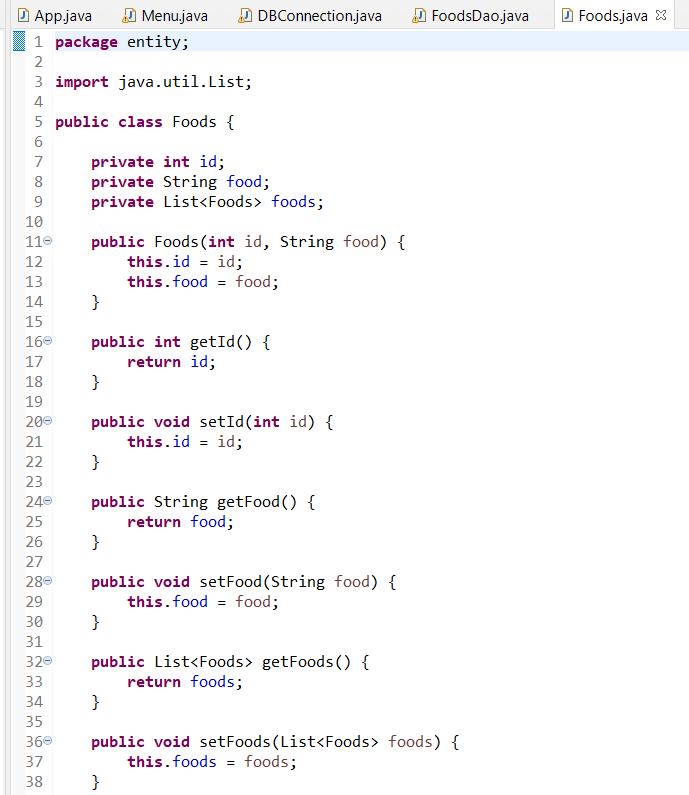 App.java Menu.java DBConnection.java FoodsDao.java Foods.java
1 package entity;
2
3 import java.util.List;
4
5 public class Foods {
6
7     private int id;
8     private String food;
9     private List<Foods> foods;
10
11     public Foods(int id, String food) {
12         this.id = id;
13         this.food = food;
14     }
15
16     public int getId() {
17         return id;
18     }
19
20     public void setId(int id) {
21         this.id = id;
22     }
23
24     public String getFood() {
25         return food;
26     }
27
28     public void setFood(String food) {
29         this.food = food;
30     }
31
32     public List<Foods> getFoods() {
33         return foods;
34     }
35
36     public void setFoods(List<Foods> foods) {
37         this.foods = foods;
38     }